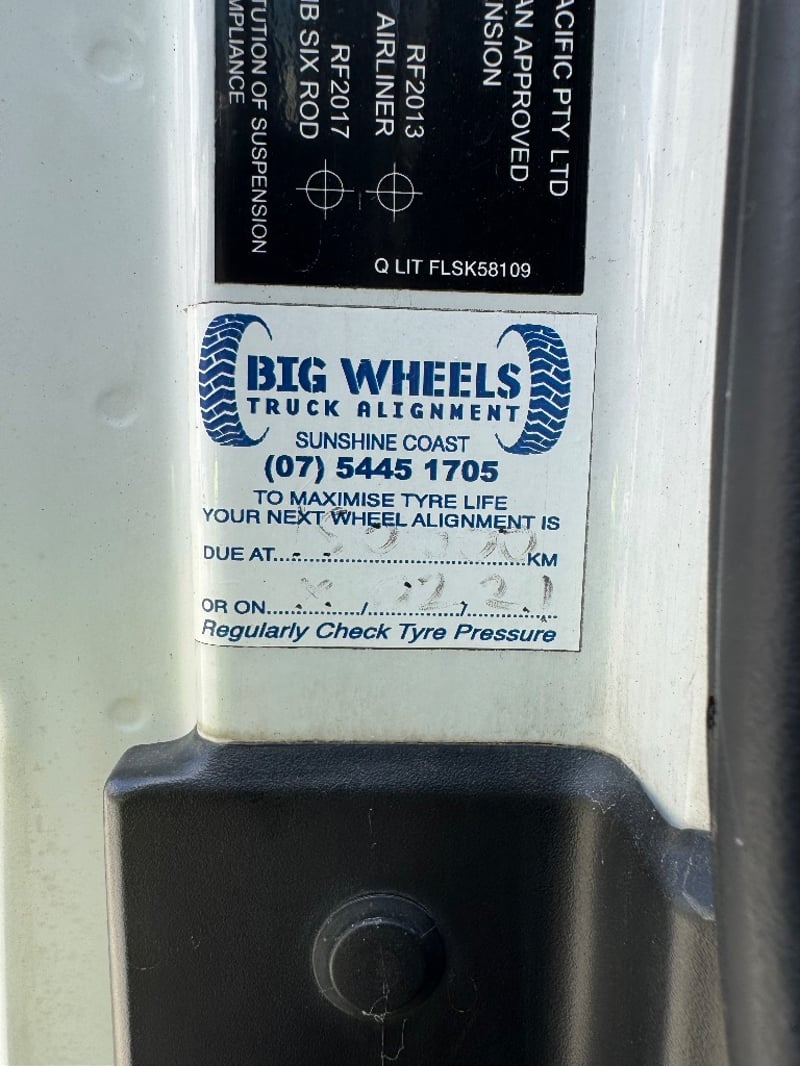 ACIFIC PTY LTD
AN APPROVED
NSION
RF2013
AIRLINER
RF2017
IB SIX ROD
TUTION OF SUSPENSION
MPLIANCE
Q LIT FLSK58109
BIG WHEELS
TRUCK ALIGNMENT
SUNSHINE COAST
(07) 5445 1705
TO MAXIMISE TYRE LIFE
YOUR NEXT WHEEL ALIGNMENT IS
DUE AT..............................KM
OR ON............/............/............
Regularly Check Tyre Pressure